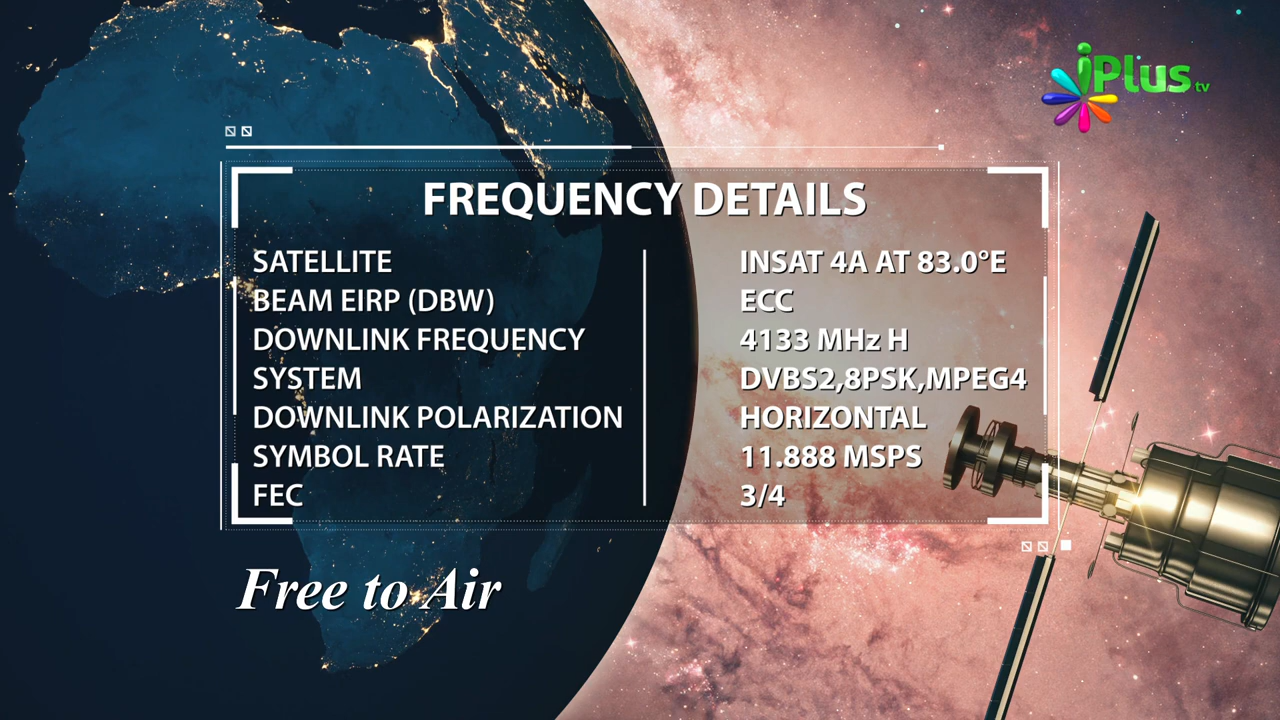 iPlus tv
FREQUENCY DETAILS
SATELLITE INSAT 4A AT 83.0°E
BEAM EIRP (DBW) ECC
DOWNLINK FREQUENCY 4133 MHz H
SYSTEM DVBS2,8PSK,MPEG4
DOWNLINK POLARIZATION HORIZONTAL
SYMBOL RATE 11.888 MSPS
FEC 3/4
Free to Air